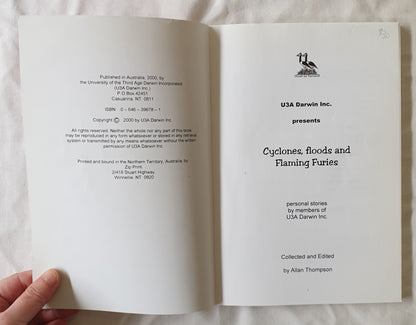 Published in Australia, 2000, by
the University of the Third Age Darwin Incorporated
(U3A Darwin Inc.)
P O Box 42451
Casuarina, NT 0811
ISBN 0 - 646 - 39678 - 1
Copyright © 2000 by U3A Darwin Inc.
All rights reserved. Neither the whole nor any part of this book
may be reproduced in any form whatsoever or stored in any retrieval
system or transmitted by any means whatsoever without the written
permission of U3A Darwin Inc.
Printed and bound in the Northern Territory, Australia. By
Zip Print.
2/416 Stuart Highway
Winnellie, NT 0820
U3A Darwin Inc.
presents
Cyclones, floods and
Flaming Furies
personal stories
by members of
U3A Darwin Inc.
Collected and Edited
by Allan Thompson